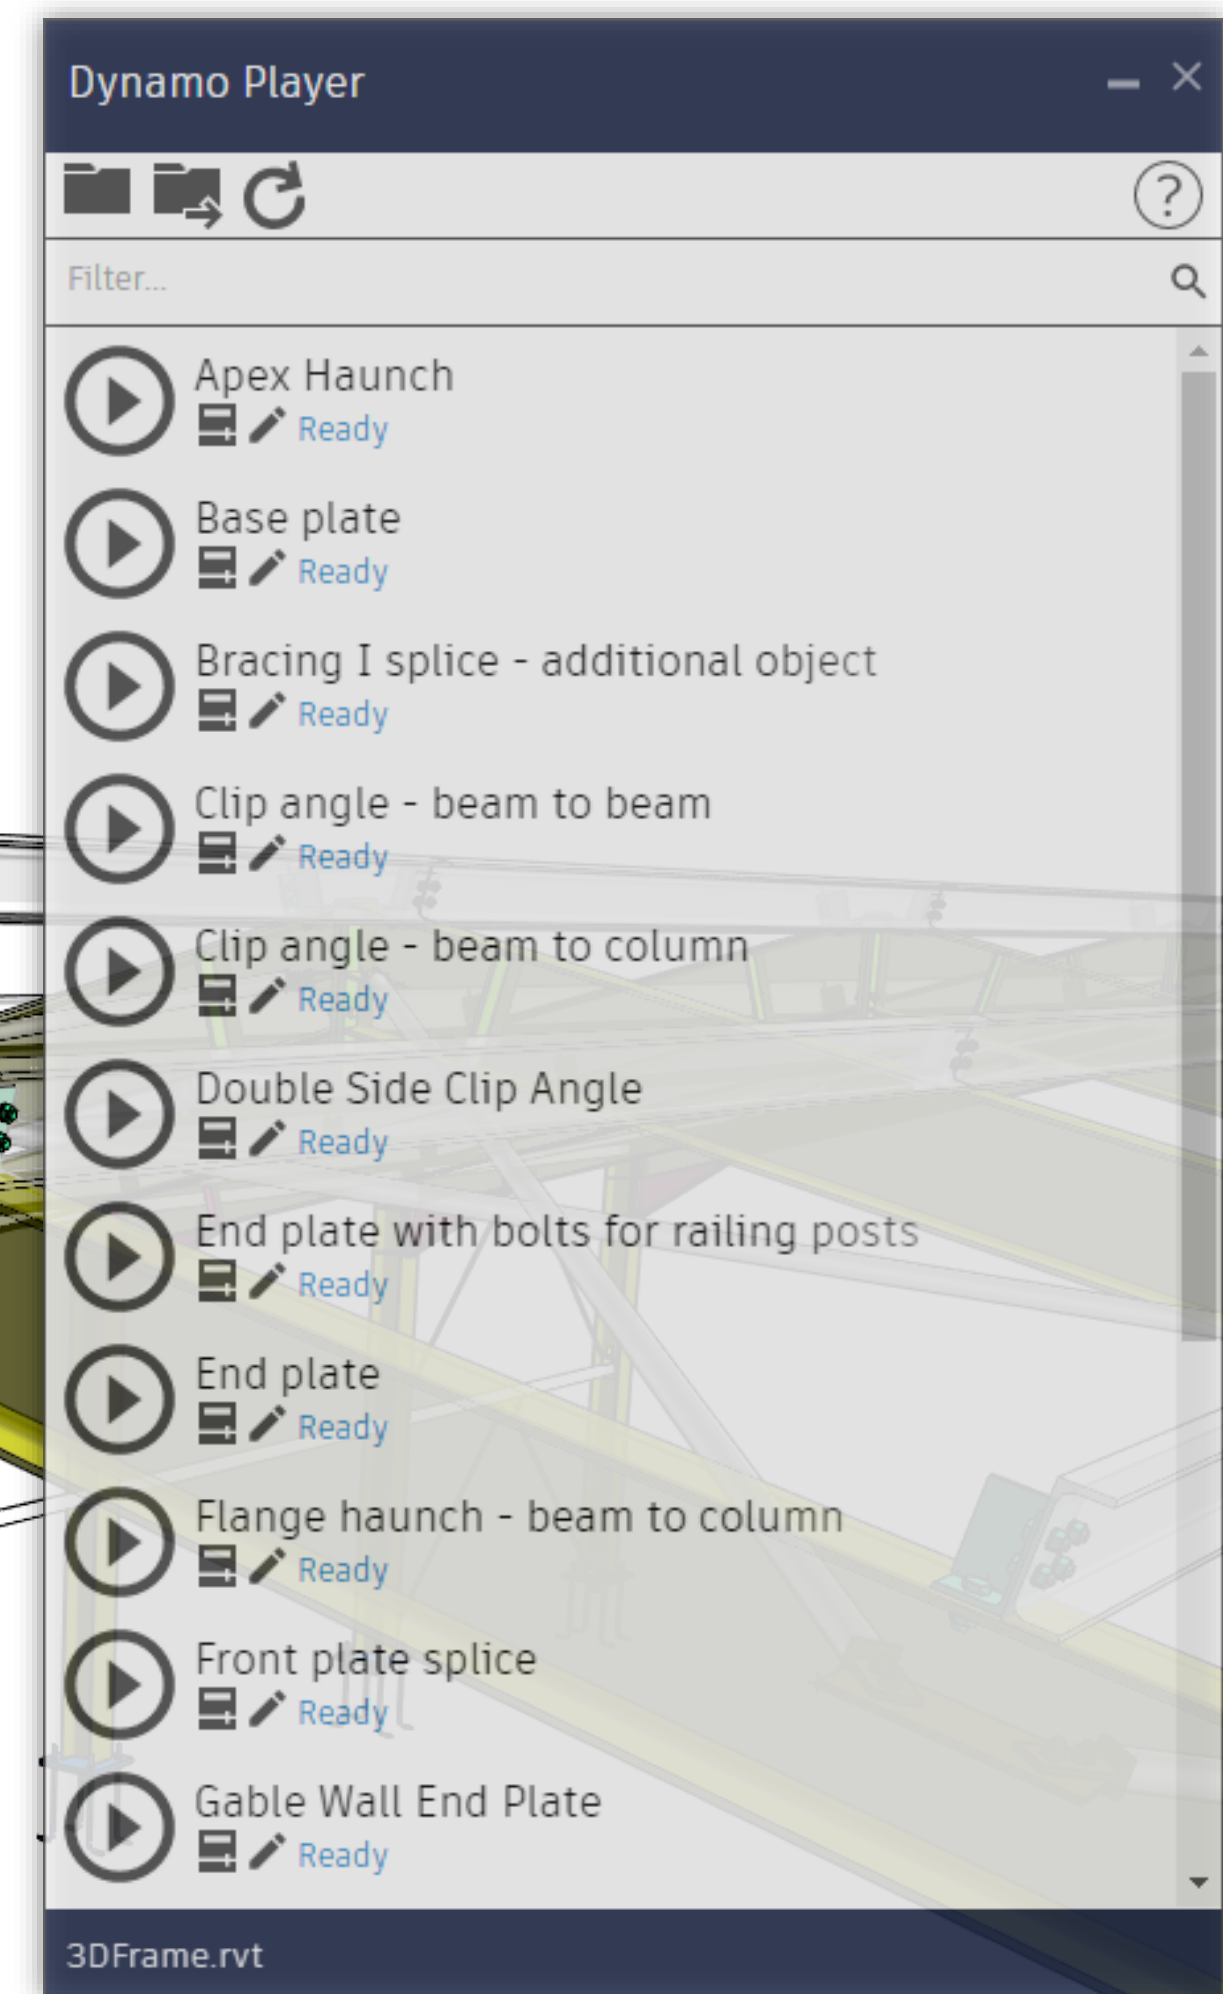 Dynamo Player
Filter...
Apex Haunch
Ready
Base plate
Ready
Bracing I splice - additional object
Ready
Clip angle - beam to beam
Ready
Clip angle - beam to column
Ready
Double Side Clip Angle
Ready
End plate with bolts for railing posts
Ready
End plate
Ready
Flange haunch - beam to column
Ready
Front plate splice
Ready
Gable Wall End Plate
Ready
3DFrame.rvt